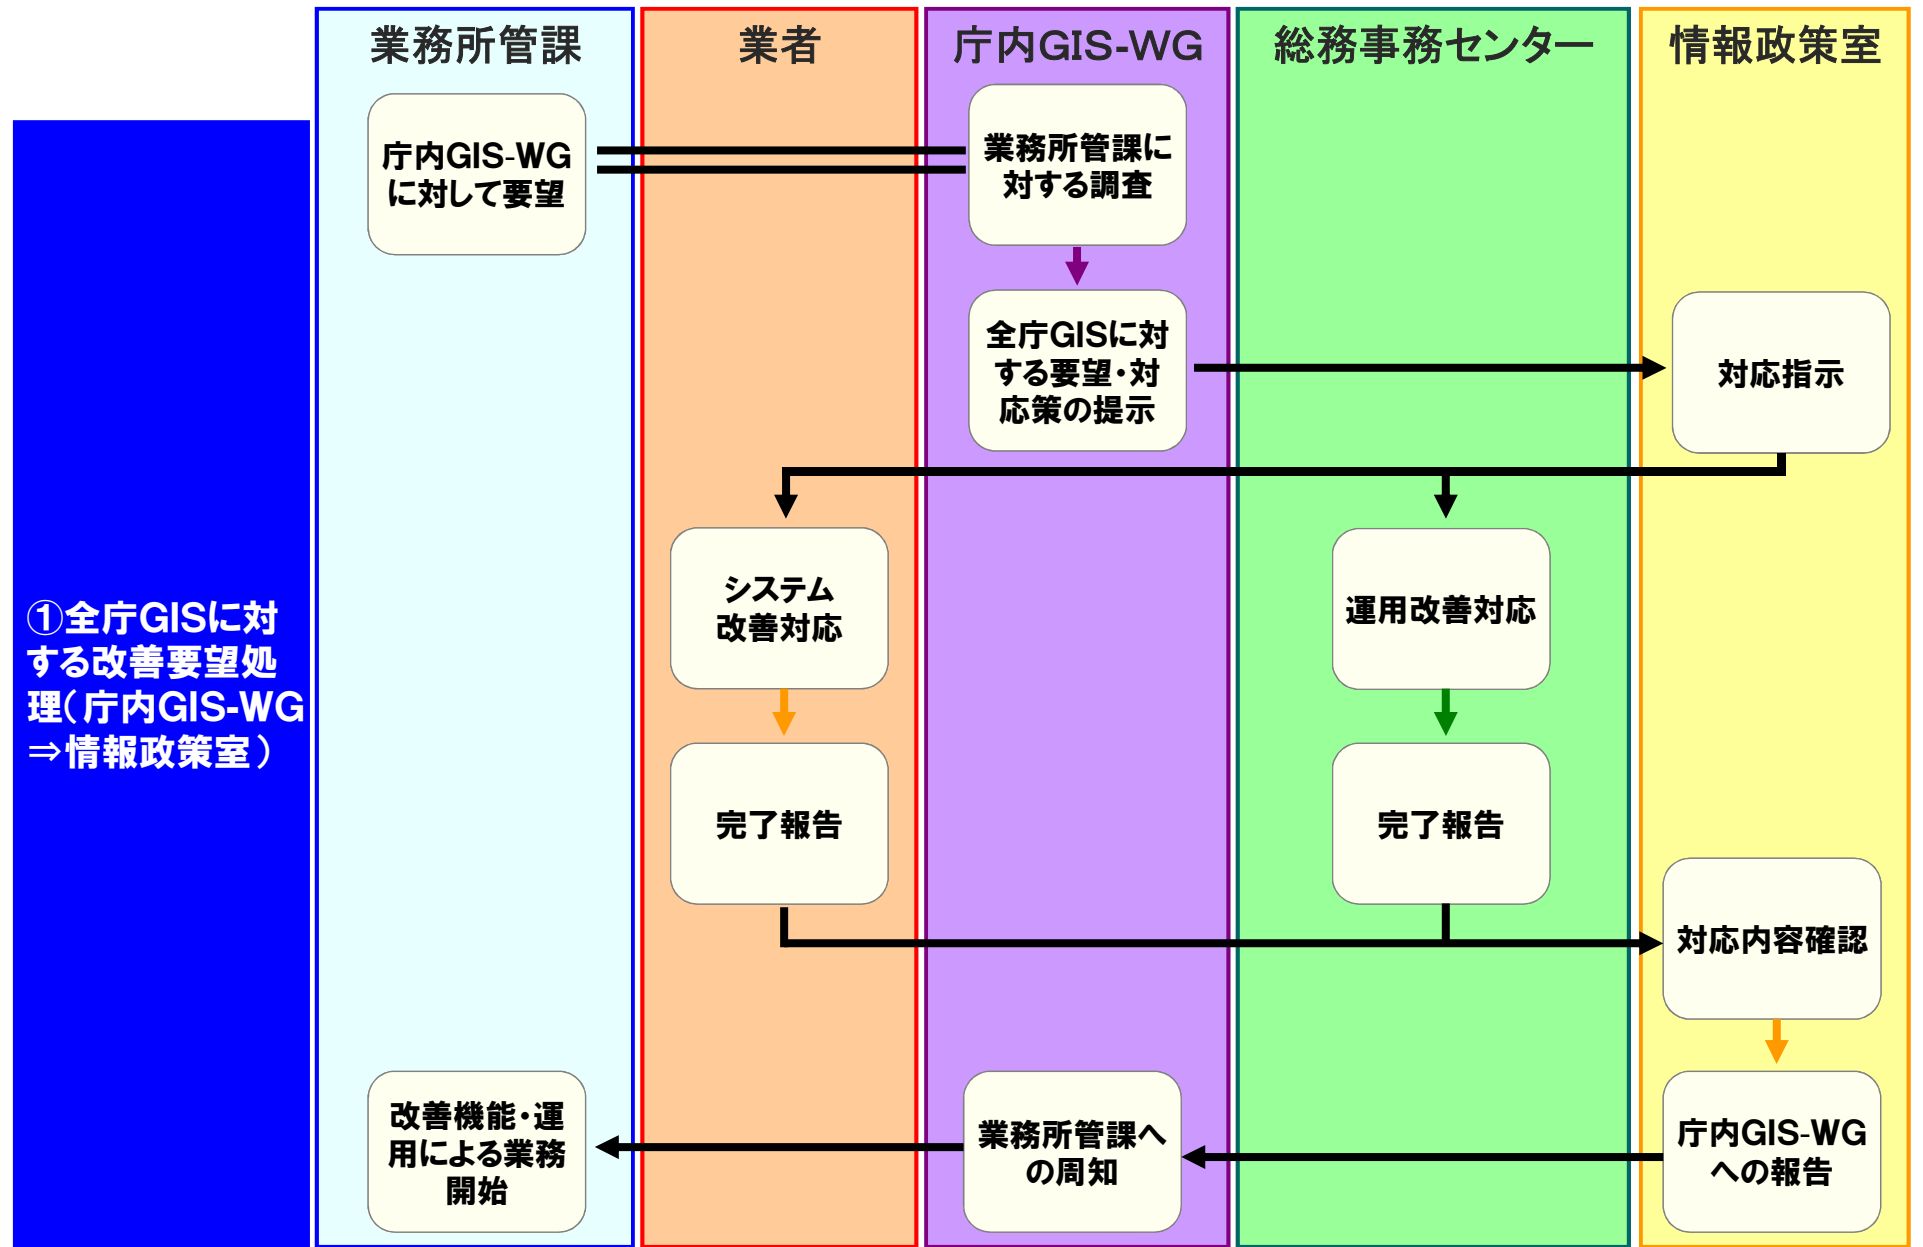 業務所管課
業者
庁内GIS-WG
総務事務センター
情報政策室
①全庁GISに対
する改善要望処
理(庁内GIS-WG
⇒情報政策室)
庁内GIS-WG
に対して要望
業務所管課に
対する調査
全庁GISに対
する要望・対
応策の提示
対応指示
システム
改善対応
運用改善対応
完了報告
完了報告
対応内容確認
庁内GIS-WG
への報告
業務所管課へ
の周知
改善機能・運
用による業務
開始